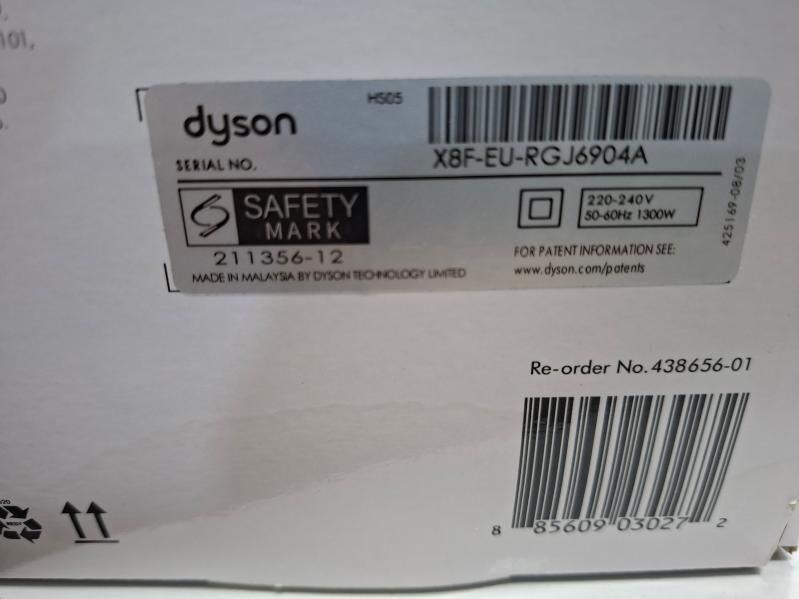 101,
dyson
HS05
SERIAL NO.
X8F-EU-RGJ6904A
SAFETY
MARK
211356-12
220-240V
50-60Hz 1300W
425169-08/03
MADE IN MALAYSIA BY DYSON TECHNOLOGY LIMITED
FOR PATENT INFORMATION SEE:
www.dyson.com/patents
Re-order No. 438656-01
8 85609 03027 2